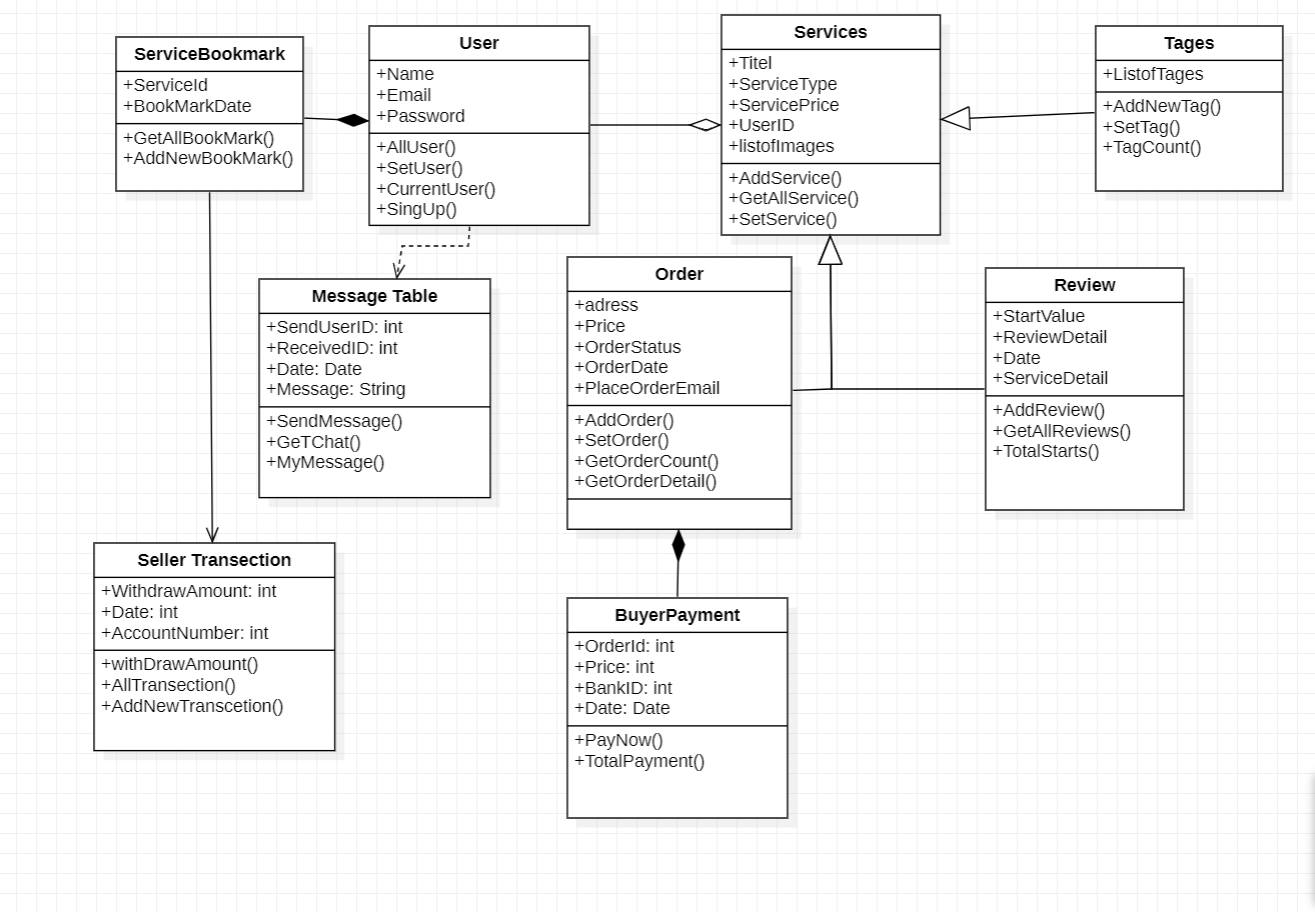 ServiceBookmark
+ServiceId
+BookMarkDate
+GetAllBookMark()
+AddNewBookMark()
User
+Name
+Email
+Password
+AllUser()
+SetUser()
+CurrentUser()
+SingUp()
Services
+Titel
+ServiceType
+ServicePrice
+UserID
+listofImages
+AddService()
+GetAllService()
+SetService()
Tages
+ListofTages
+AddNewTag()
+SetTag()
+TagCount()
Message Table
+SendUserID: int
+ReceivedID: int
+Date: Date
+Message: String
+SendMessage()
+GeTChat()
+MyMessage()
Order
+adress
+Price
+OrderStatus
+OrderDate
+PlaceOrderEmail
+AddOrder()
+SetOrder()
+GetOrderCount()
+GetOrderDetail()
Review
+StartValue
+ReviewDetail
+Date
+ServiceDetail
+AddReview()
+GetAllReviews()
+TotalStarts()
Seller Transection
+WithdrawAmount: int
+Date: int
+AccountNumber: int
+withDrawAmount()
+AllTransection()
+AddNewTranscetion()
BuyerPayment
+OrderId: int
+Price: int
+BankID: int
+Date: Date
+PayNow()
+TotalPayment()